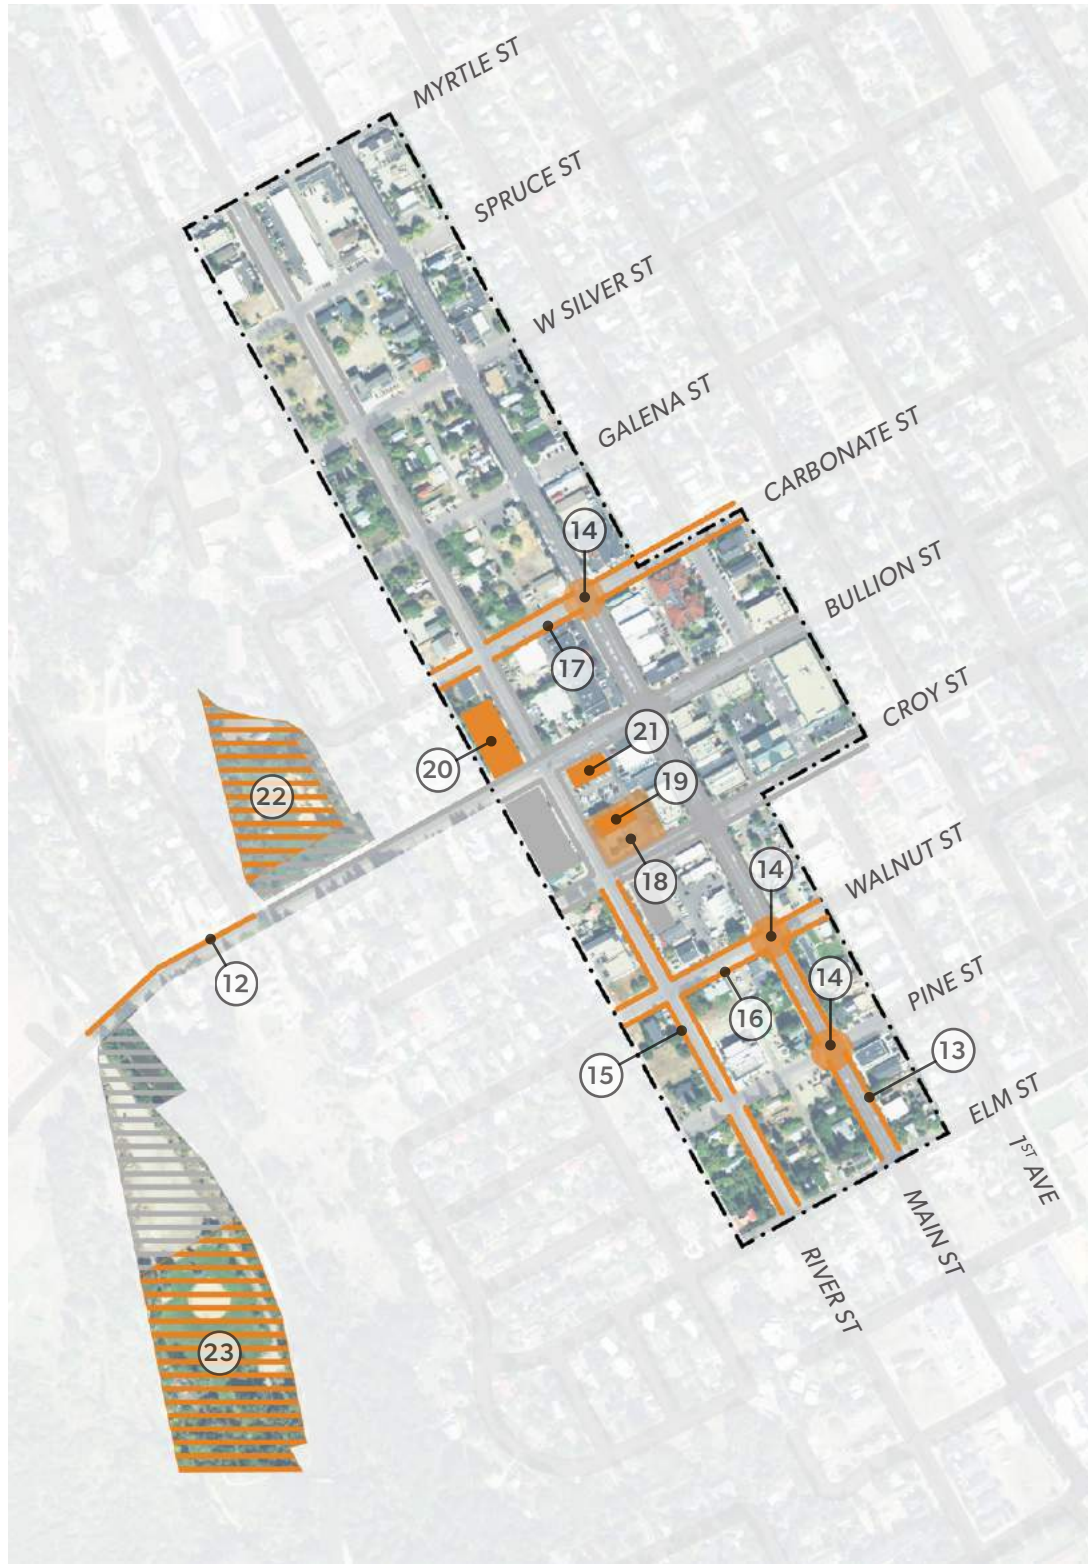 MYRTLE ST
SPRUCE ST
W SILVER ST
GALENA ST
CARBONATE ST
14
BULLION ST
17
CROY ST
21
20
19
22
18
WALNUT ST
14
12
PINE ST
14
16
13
15
ELM ST
1ST AVE
MAIN ST
RIVER ST
23